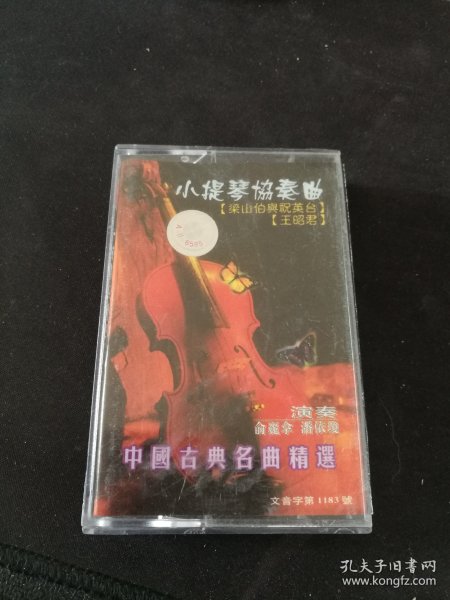 小提琴協奏曲
【梁山伯與祝英台】
【王昭君】
6595
演奏
俞麗拿 潘依瓊
中國古典名曲精選
文音字第1183號
孔夫子旧书网
www.kongfz.com